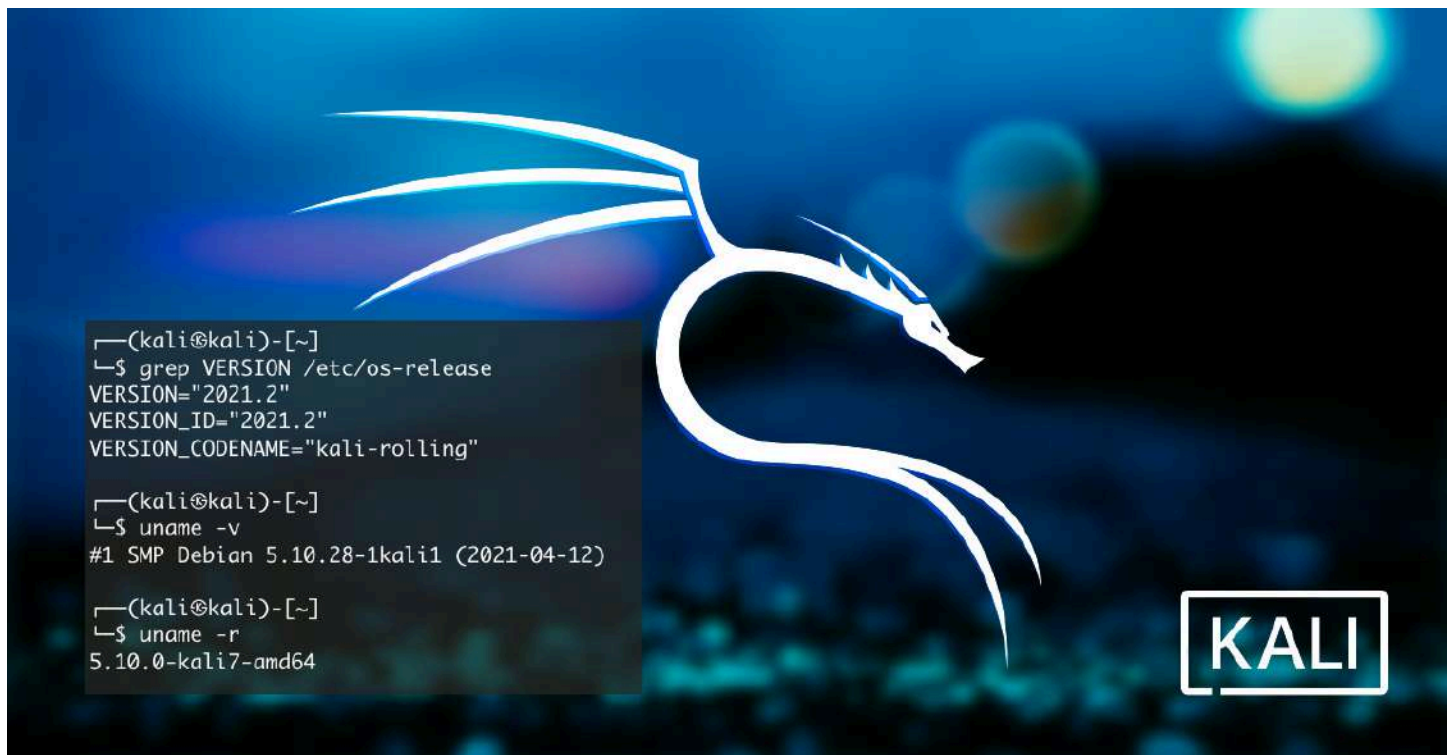 ┌──(kali㉿kali)-[~]
└─$ grep VERSION /etc/os-release
VERSION="2021.2"
VERSION_ID="2021.2"
VERSION_CODENAME="kali-rolling"
┌──(kali㉿kali)-[~]
└─$ uname -v
#1 SMP Debian 5.10.28-1kali1 (2021-04-12)
┌──(kali㉿kali)-[~]
└─$ uname -r
5.10.0-kali7-amd64
KALI